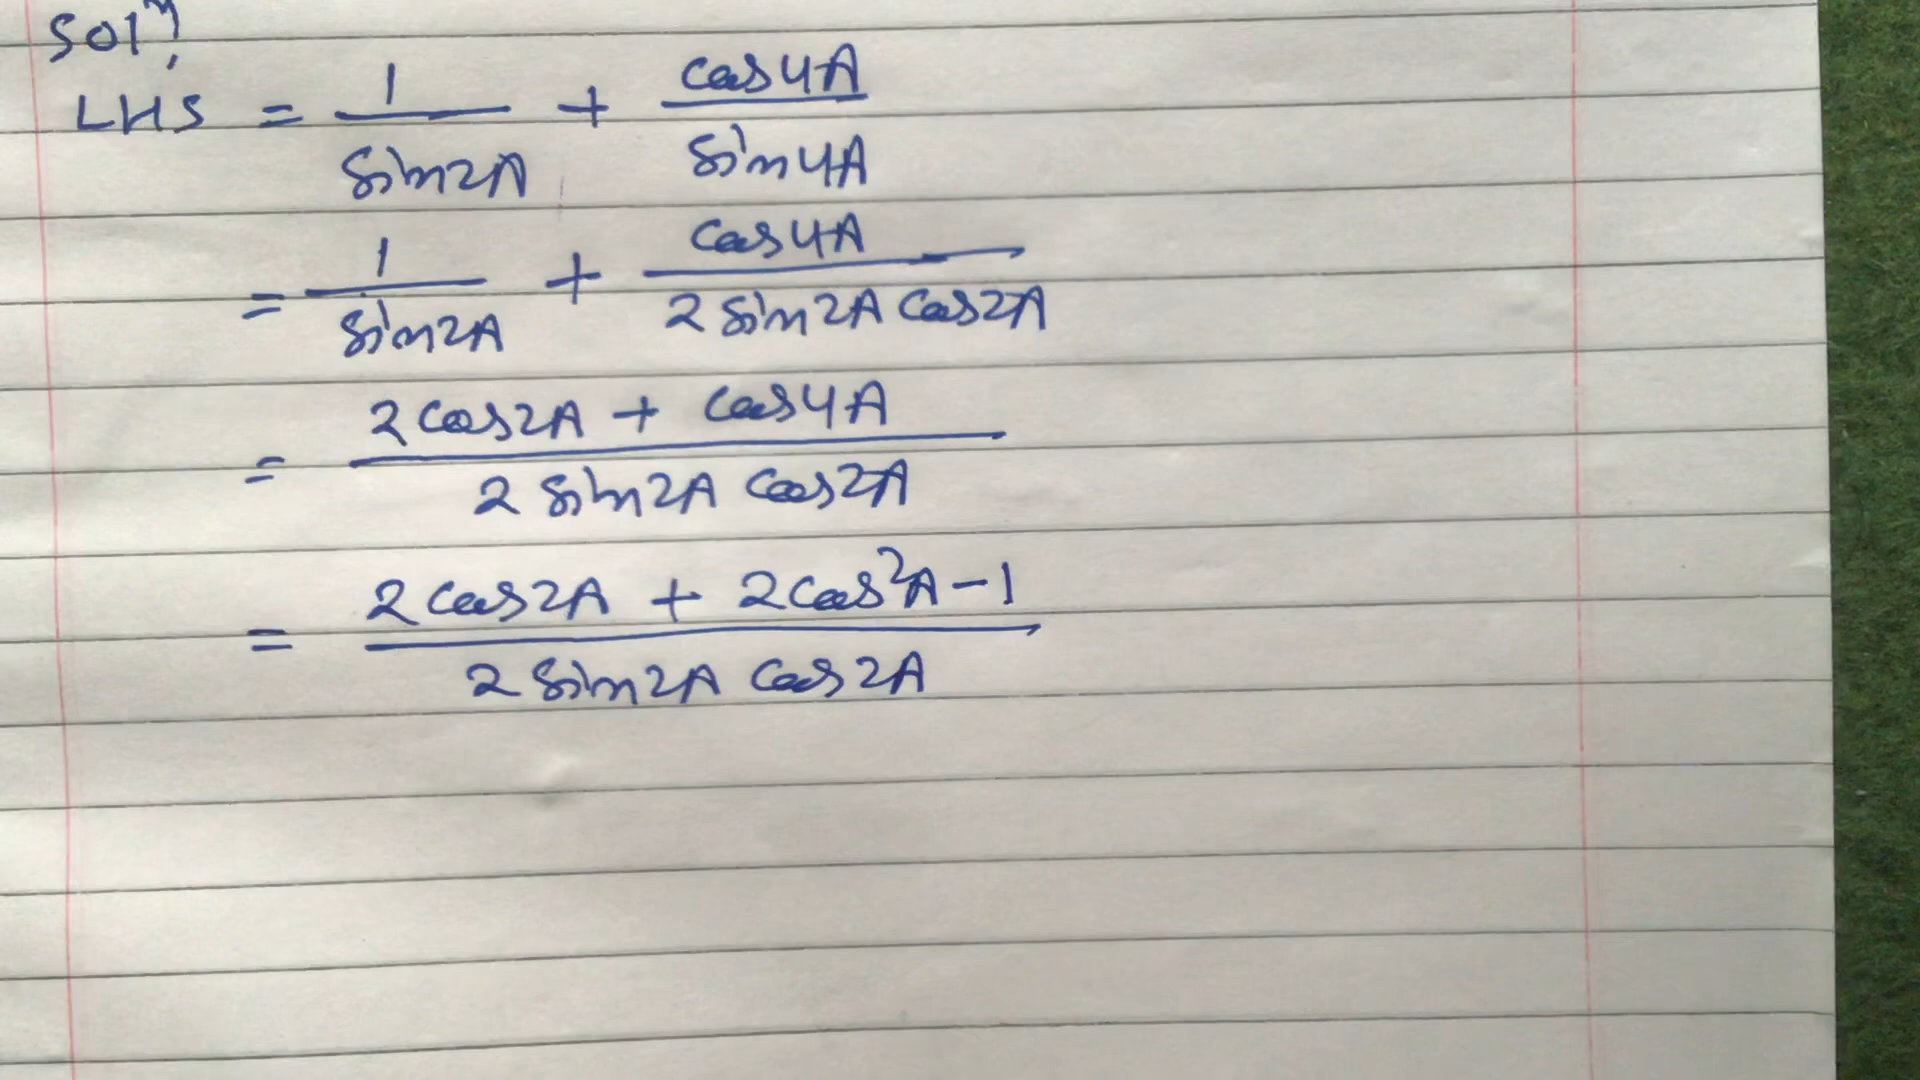 Solⁿ:
LHS = 1/sin2A + cos4A/sin4A
= 1/sin2A + cos4A/2 sin2A cos2A
= 2cos2A + cos4A/2 sin2A cos2A
= 2cos2A + 2cos²A-1/2 sin2A cos2A